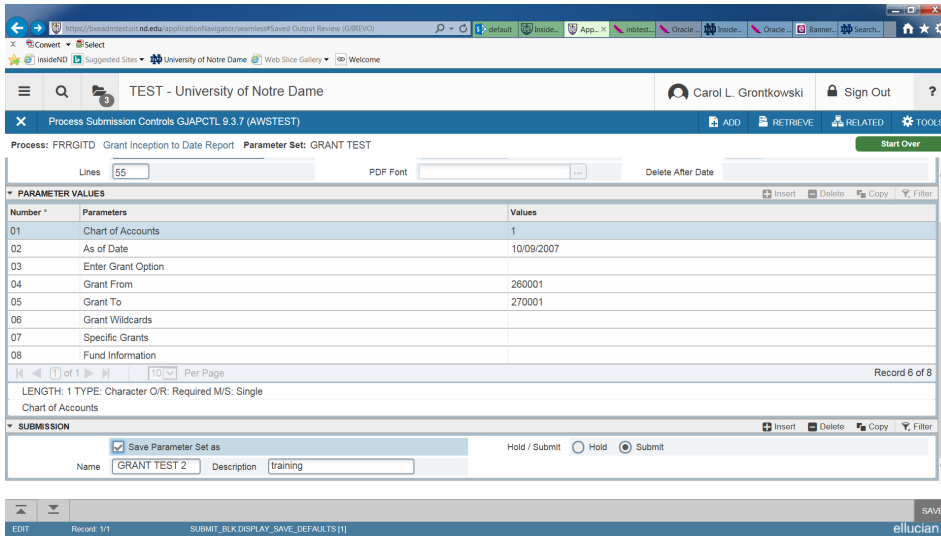 https://bxeadmtest.oit.nd.edu/applicationNavigator/seamless#Saved Output Review (GJIREVO)
default Inside... App... inbtest... Oracle ... Inside... Oracle ... Banner... Search...
x Convert Select
insideND Suggested Sites University of Notre Dame Web Slice Gallery Welcome
3 TEST - University of Notre Dame Carol L. Grontkowski Sign Out ?
X Process Submission Controls GJAPCTL 9.3.7 (AWSTEST) ADD RETRIEVE RELATED TOOLS
Process: FRRGITD Grant Inception to Date Report Parameter Set: GRANT TEST Start Over
Lines 55 PDF Font ... Delete After Date
PARAMETER VALUES Insert Delete Copy Filter
Number * Parameters Values
01 Chart of Accounts 1
02 As of Date 10/09/2007
03 Enter Grant Option
04 Grant From 260001
05 Grant To 270001
06 Grant Wildcards
07 Specific Grants
08 Fund Information
1 of 1 10 Per Page Record 6 of 8
LENGTH: 1 TYPE: Character O/R: Required M/S: Single
Chart of Accounts
SUBMISSION Insert Delete Copy Filter
Save Parameter Set as Hold / Submit Hold Submit
Name GRANT TEST 2 Description training
SAVE
EDIT Record: 1/1 SUBMIT_BLK.DISPLAY_SAVE_DEFAULTS [1] ellucian